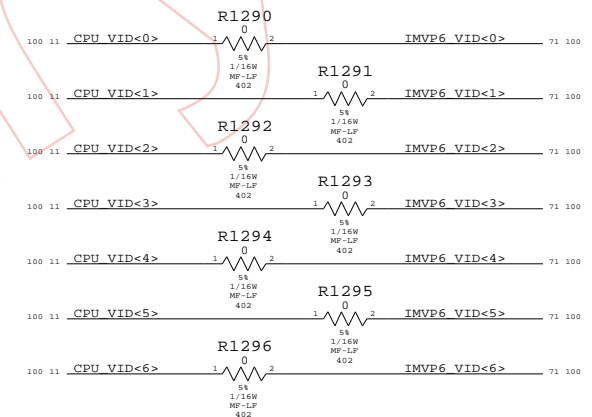 R1290
0
100 11 CPU_VID<0> 1 2 IMVP6_VID<0> 71 100
5%
1/16W
MF-LF
402
R1291
0
100 11 CPU_VID<1> 1 2 IMVP6_VID<1> 71 100
5%
1/16W
MF-LF
402
R1292
0
100 11 CPU_VID<2> 1 2 IMVP6_VID<2> 71 100
5%
1/16W
MF-LF
402
R1293
0
100 11 CPU_VID<3> 1 2 IMVP6_VID<3> 71 100
5%
1/16W
MF-LF
402
R1294
0
100 11 CPU_VID<4> 1 2 IMVP6_VID<4> 71 100
5%
1/16W
MF-LF
402
R1295
0
100 11 CPU_VID<5> 1 2 IMVP6_VID<5> 71 100
5%
1/16W
MF-LF
402
R1296
0
100 11 CPU_VID<6> 1 2 IMVP6_VID<6> 71 100
5%
1/16W
MF-LF
402